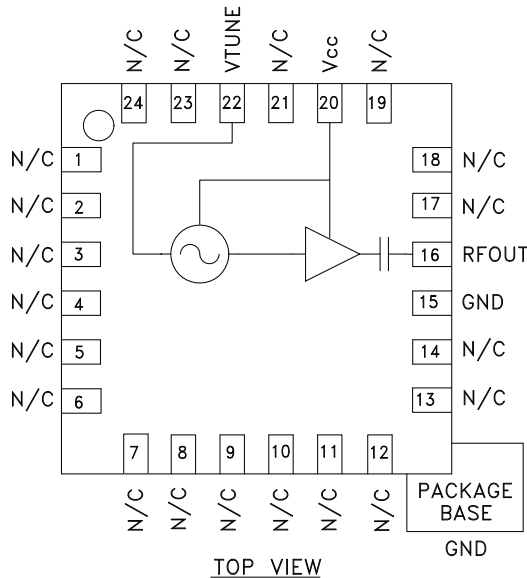 N/C N/C VTUNE N/C Vcc N/C
24 23 22 21 20 19
N/C 1 18 N/C
N/C 2 17 N/C
N/C 3 16 RFOUT
N/C 4 15 GND
N/C 5 14 N/C
N/C 6 13 N/C
7 8 9 10 11 12
N/C N/C N/C N/C N/C N/C
PACKAGE
BASE
GND
TOP VIEW